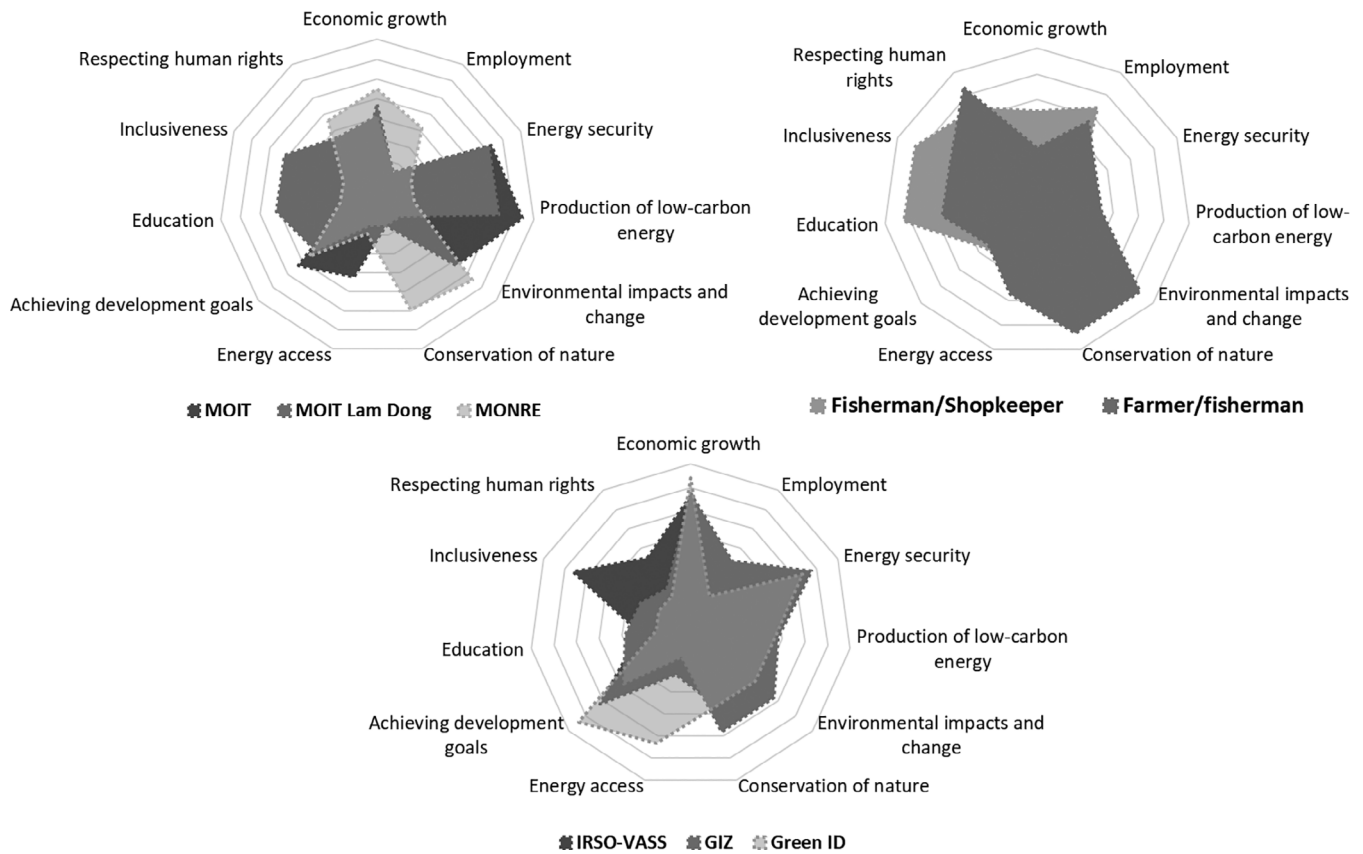 Economic growth
Respecting human rights
Employment
Inclusiveness
Energy security
Education
Production of low-carbon
energy
Achieving development goals
Environmental impacts and
change
Energy access
Conservation of nature
MOIT MOIT Lam Dong MONRE
Economic growth
Respecting human
rights
Employment
Inclusiveness
Energy security
Education
Production of low-
carbon energy
Achieving
development goals
Environmental impacts
and change
Energy access
Conservation of nature
Fisherman/Shopkeeper Farmer/fisherman
Economic growth
Respecting human rights
Employment
Inclusiveness
Energy security
Education
Production of low-carbon
energy
Achieving development
goals
Environmental impacts and
change
Energy access
Conservation of nature
IRSO-VASS GIZ Green ID